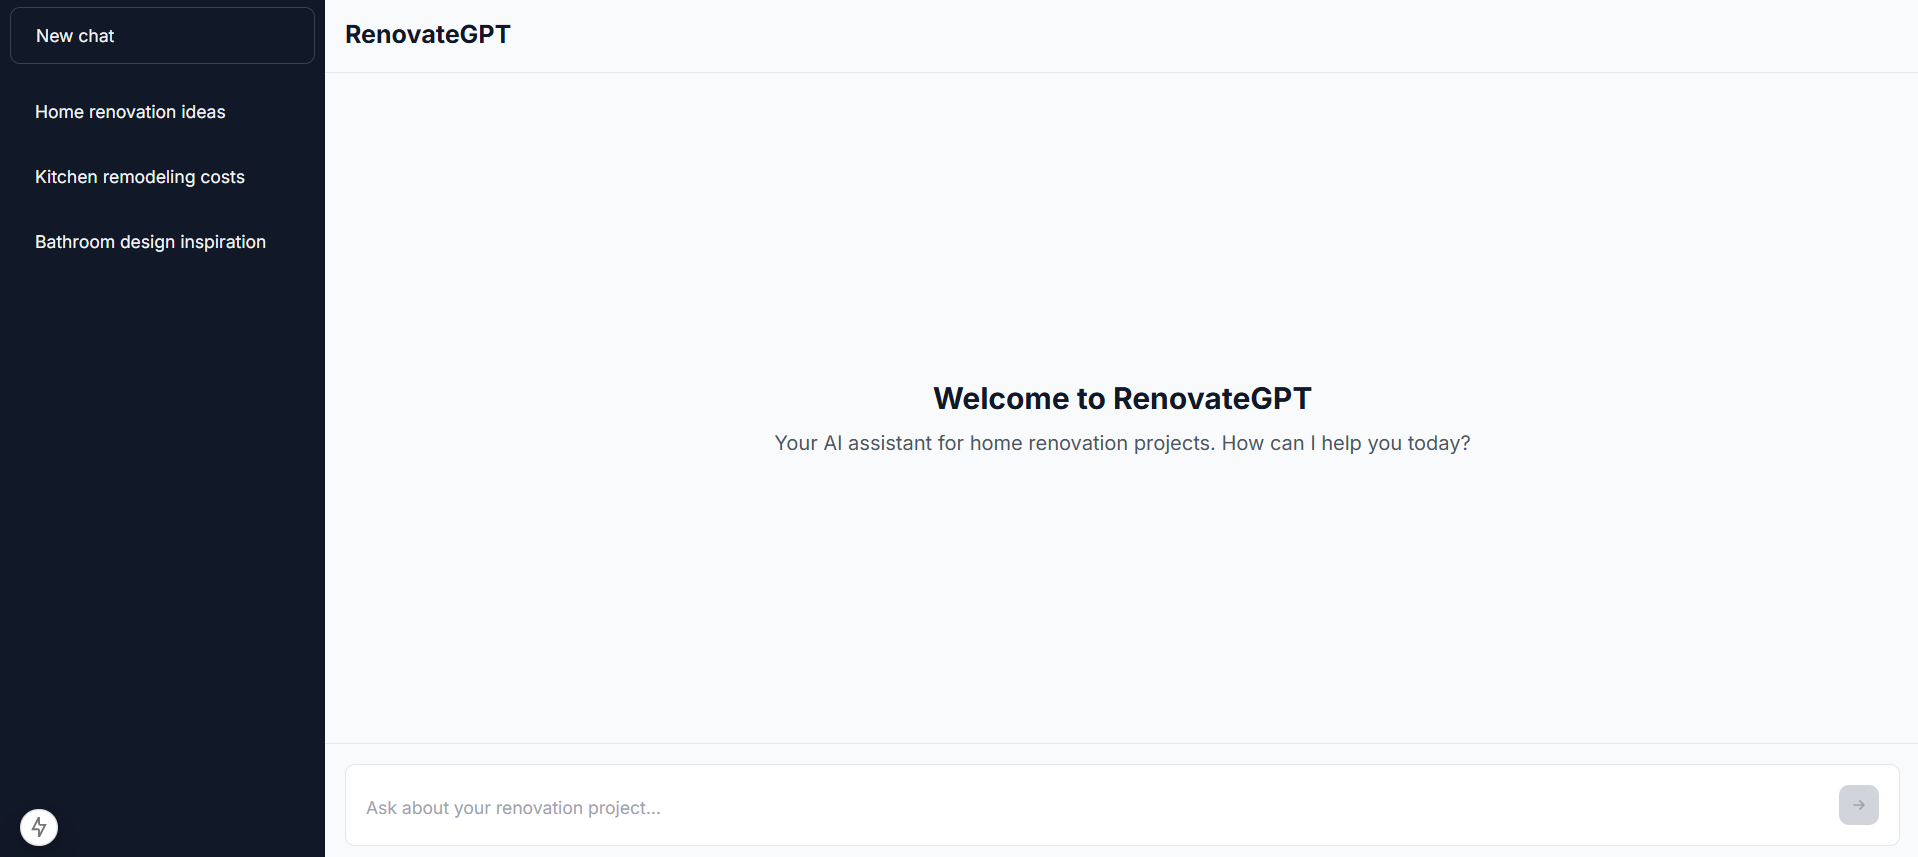 New chat
Home renovation ideas
Kitchen remodeling costs
Bathroom design inspiration
RenovateGPT
Welcome to RenovateGPT
Your AI assistant for home renovation projects. How can I help you today?
Ask about your renovation project...